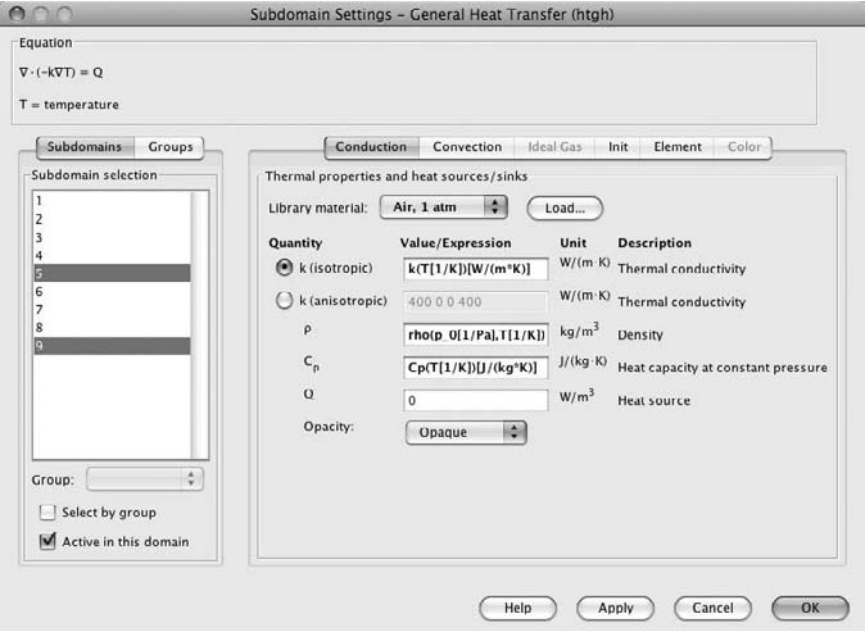 Subdomain Settings – General Heat Transfer (htgh)
Equation
∇·(-k∇T) = Q
T = temperature
Subdomains Groups
Subdomain selection
1
2
3
4
5
6
7
8
9
Group:
Select by group
Active in this domain
Conduction Convection Ideal Gas Init Element Color
Thermal properties and heat sources/sinks
Library material: Air, 1 atm Load...
Quantity Value/Expression Unit Description
k (isotropic) k(T[1/K])[W/(m*K)] W/(m·K) Thermal conductivity
k (anisotropic) 400 0 0 400 W/(m·K) Thermal conductivity
ρ rho(p_0[1/Pa],T[1/K]) kg/m³ Density
Cp Cp(T[1/K])[J/(kg*K)] J/(kg·K) Heat capacity at constant pressure
Q 0 W/m³ Heat source
Opacity: Opaque
Help Apply Cancel OK